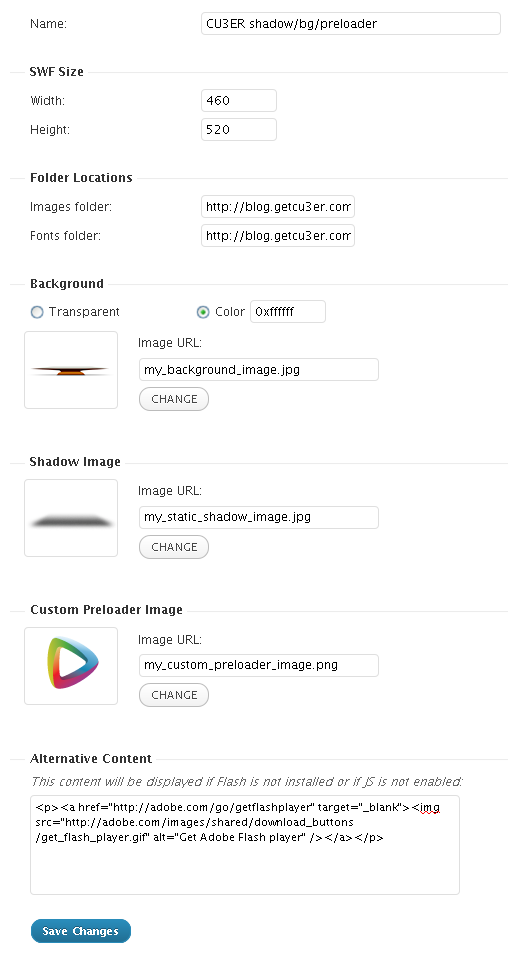 Name: CU3ER shadow/bg/preloader
SWF Size
Width: 460
Height: 520
Folder Locations
Images folder: http://blog.getcu3er.com
Fonts folder: http://blog.getcu3er.com
Background
Transparent Color 0xffffff
Image URL:
my_background_image.jpg
CHANGE
Shadow Image
Image URL:
my_static_shadow_image.jpg
CHANGE
Custom Preloader Image
Image URL:
my_custom_preloader_image.png
CHANGE
Alternative Content
This content will be displayed if Flash is not installed or if JS is not enabled:
<p><a href="http://adobe.com/go/getflashplayer" target="_blank"><img
src="http://adobe.com/images/shared/download_buttons
/get_flash_player.gif" alt="Get Adobe Flash player" /></a></p>
Save Changes